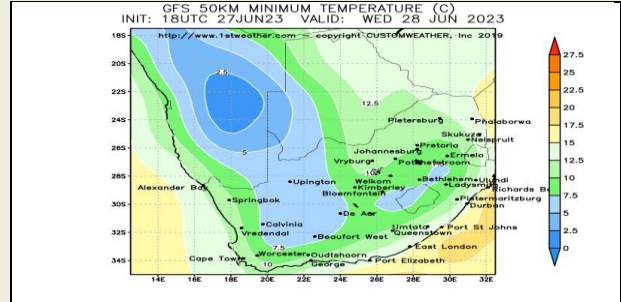 GFS 50KM MINIMUM TEMPERATURE (C)
INIT: 18UTC 27JUN23 VALID: WED 28 JUN 2023
http://www.1stweather.com — copyright CUSTOMWEATHER, Inc 2019
18S
20S
22S
24S
26S
28S
30S
32S
34S
2.5
12.5
5
7.5
10
Pietersburg
Phalaborwa
Skukuza
Nelspruit
Pretoria
Johannesburg
Ermelo
Vryburg
Welkom
Bethlehem
Ulundi
Kimberley
Ladysmith
Bloemfontein
Richards B
Upington
Alexander Bay
Springbok
Pietermaritzburg
Durban
De Aar
Calvinia
Vredendal
Umtata
Port St Johns
Queenstown
Beaufort West
East London
Cape Town
Worcester
Oudtshoorn
George
Port Elizabeth
14E
16E
18E
20E
22E
24E
26E
28E
30E
32E
27.5
25
22.5
20
17.5
15
12.5
10
7.5
5
2.5
0